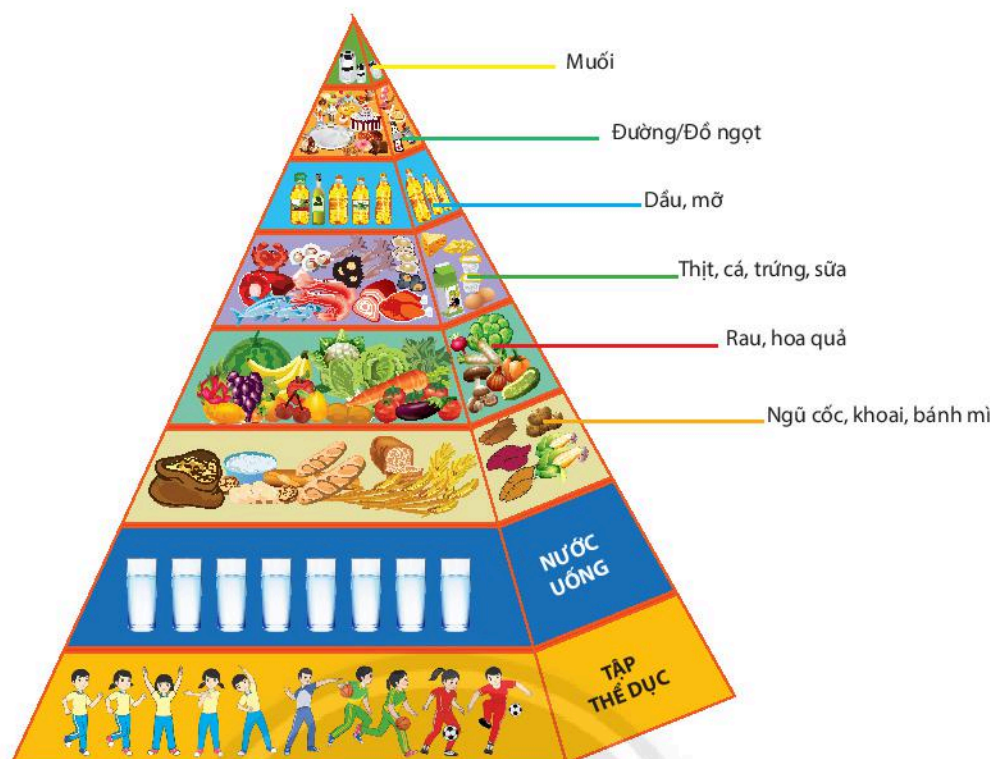 Muối
Đường/Đồ ngọt
Dầu, mỡ
Thịt, cá, trứng, sữa
Rau, hoa quả
Ngũ cốc, khoai, bánh mì
NƯỚC
UỐNG
TẬP
THỂ DỤC